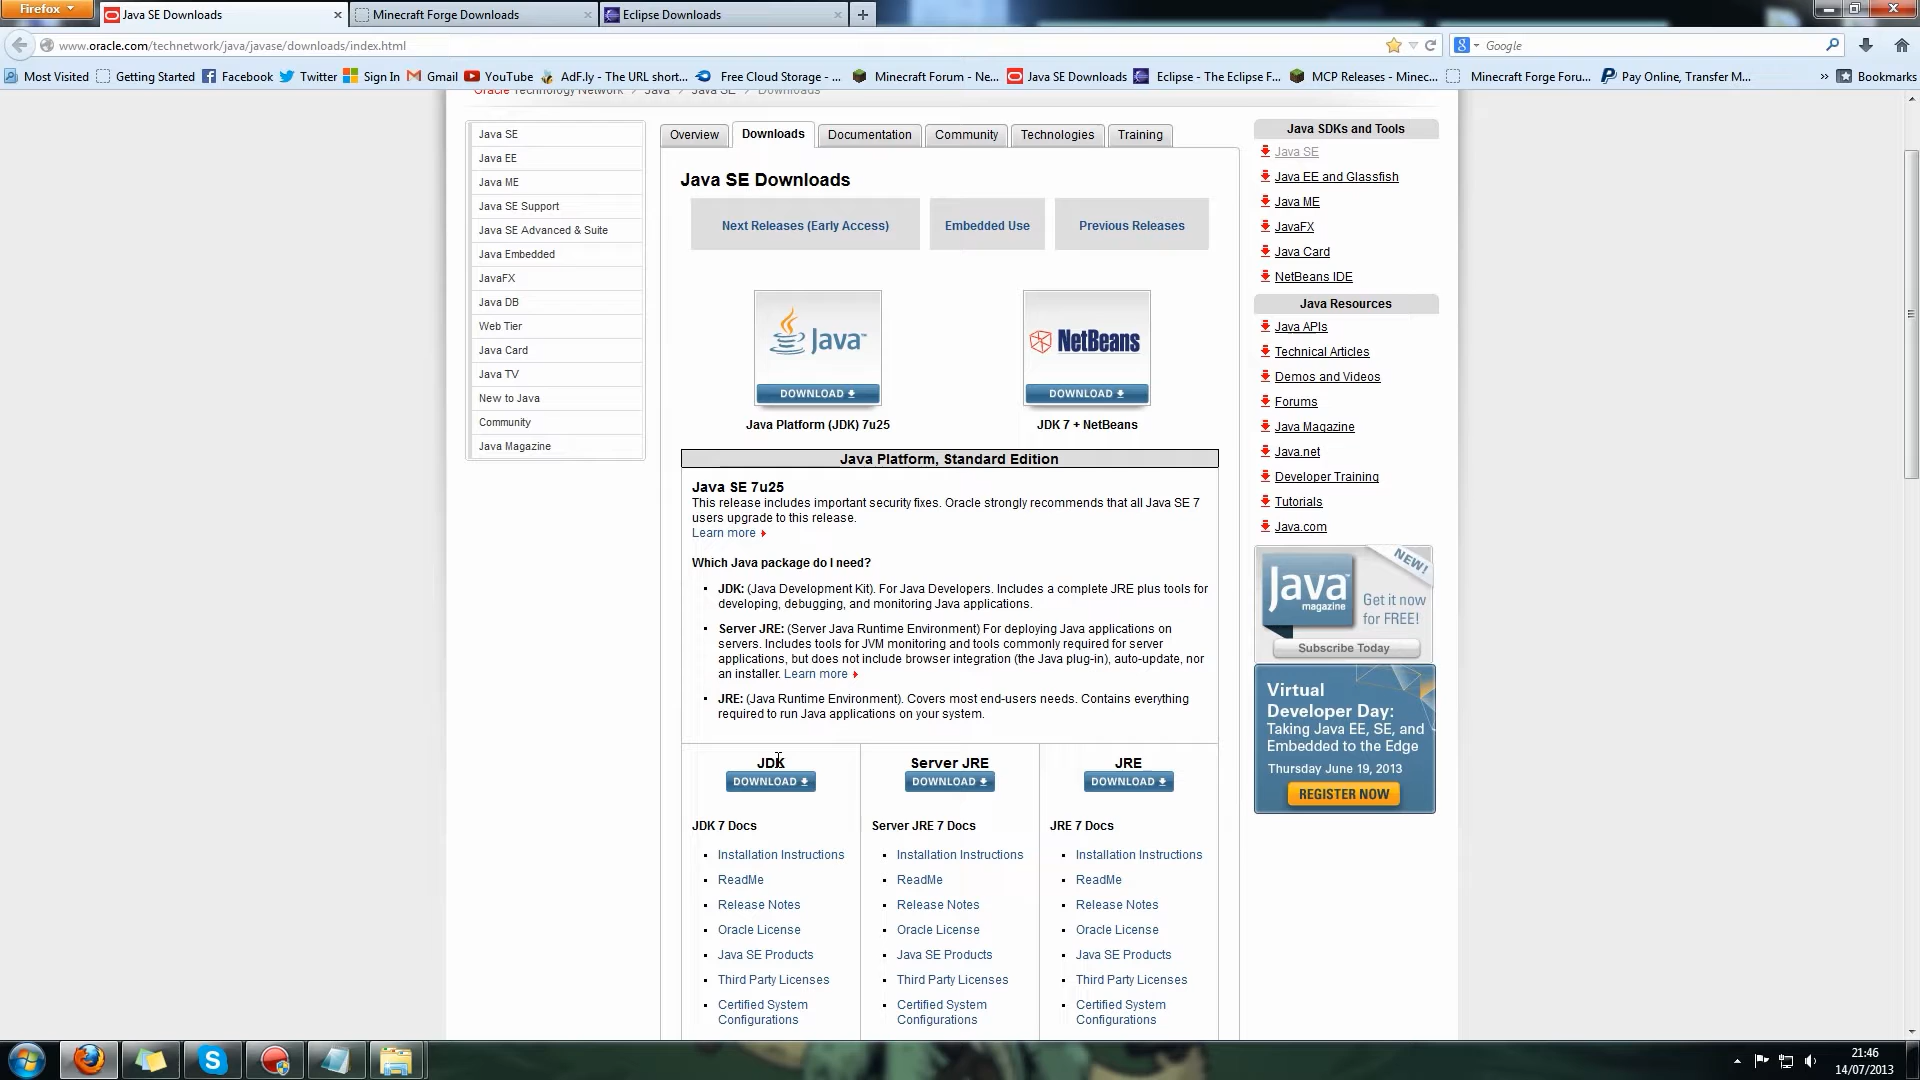 Firefox
Java SE Downloads
Minecraft Forge Downloads
Eclipse Downloads
www.oracle.com/technetwork/java/javase/downloads/index.html
Google
Most Visited
Getting Started
Facebook
Twitter
Sign In
Gmail
YouTube
AdF.ly - The URL short...
Free Cloud Storage - ...
Minecraft Forum - Ne...
Java SE Downloads
Eclipse - The Eclipse F...
MCP Releases - Minec...
Minecraft Forge Foru...
Pay Online, Transfer M...
»
Bookmarks
Oracle Technology Network > Java > Java SE > Downloads
Java SE
Java EE
Java ME
Java SE Support
Java SE Advanced & Suite
Java Embedded
JavaFX
Java DB
Web Tier
Java Card
Java TV
New to Java
Community
Java Magazine
Overview
Downloads
Documentation
Community
Technologies
Training
Java SE Downloads
Next Releases (Early Access)
Embedded Use
Previous Releases
Java™
DOWNLOAD
Java Platform (JDK) 7u25
NetBeans
DOWNLOAD
JDK 7 + NetBeans
Java Platform, Standard Edition
Java SE 7u25
This release includes important security fixes. Oracle strongly recommends that all Java SE 7
users upgrade to this release.
Learn more
Which Java package do I need?
JDK: (Java Development Kit). For Java Developers. Includes a complete JRE plus tools for
developing, debugging, and monitoring Java applications.
Server JRE: (Server Java Runtime Environment) For deploying Java applications on
servers. Includes tools for JVM monitoring and tools commonly required for server
applications, but does not include browser integration (the Java plug-in), auto-update, nor
an installer. Learn more
JRE: (Java Runtime Environment). Covers most end-users needs. Contains everything
required to run Java applications on your system.
JDK
DOWNLOAD
JDK 7 Docs
Installation Instructions
ReadMe
Release Notes
Oracle License
Java SE Products
Third Party Licenses
Certified System
Configurations
Server JRE
DOWNLOAD
Server JRE 7 Docs
Installation Instructions
ReadMe
Release Notes
Oracle License
Java SE Products
Third Party Licenses
Certified System
Configurations
JRE
DOWNLOAD
JRE 7 Docs
Installation Instructions
ReadMe
Release Notes
Oracle License
Java SE Products
Third Party Licenses
Certified System
Configurations
Java SDKs and Tools
Java SE
Java EE and Glassfish
Java ME
JavaFX
Java Card
NetBeans IDE
Java Resources
Java APIs
Technical Articles
Demos and Videos
Forums
Java Magazine
Java.net
Developer Training
Tutorials
Java.com
NEW!
Java
magazine
Get it now
for FREE!
Subscribe Today
Virtual
Developer Day:
Taking Java EE, SE, and
Embedded to the Edge
Thursday June 19, 2013
REGISTER NOW
21:46
14/07/2013